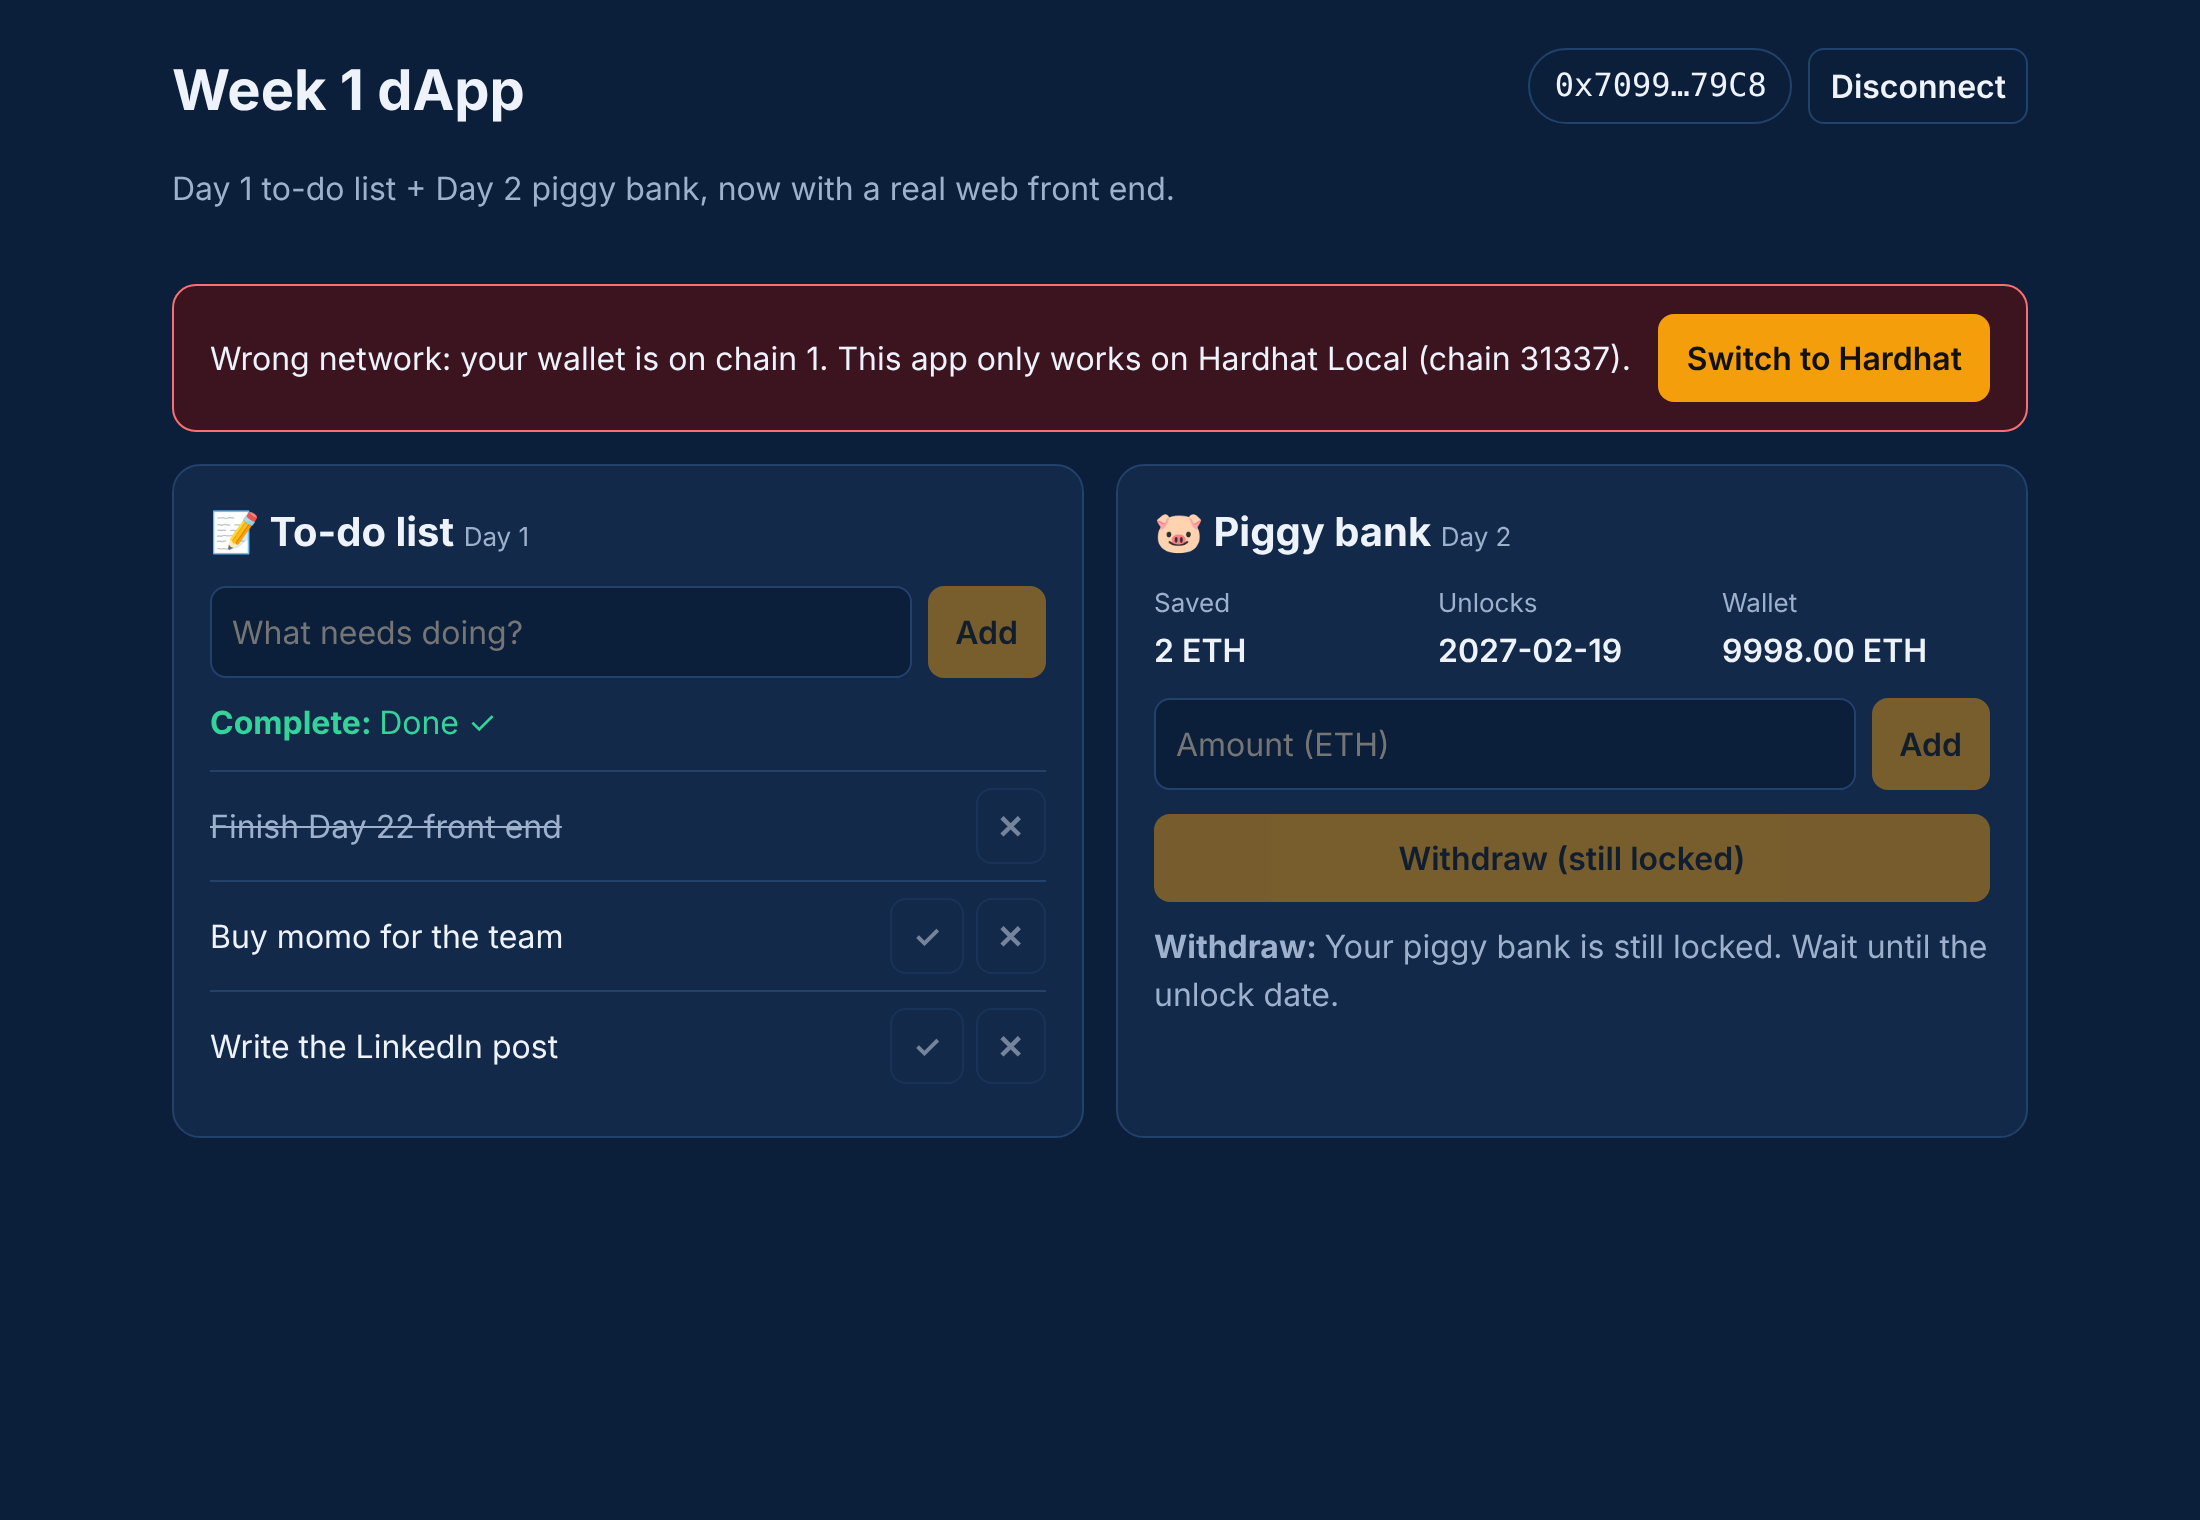 Week 1 dApp
0x7099…79C8
Disconnect
Day 1 to-do list + Day 2 piggy bank, now with a real web front end.
Wrong network: your wallet is on chain 1. This app only works on Hardhat Local (chain 31337).
Switch to Hardhat
📝 To-do list Day 1
What needs doing?
Add
Complete: Done ✓
Finish Day 22 front end
✕
Buy momo for the team
✓ ✕
Write the LinkedIn post
✓ ✕
🐷 Piggy bank Day 2
Saved Unlocks Wallet
2 ETH 2027-02-19 9998.00 ETH
Amount (ETH)
Add
Withdraw (still locked)
Withdraw: Your piggy bank is still locked. Wait until the
unlock date.